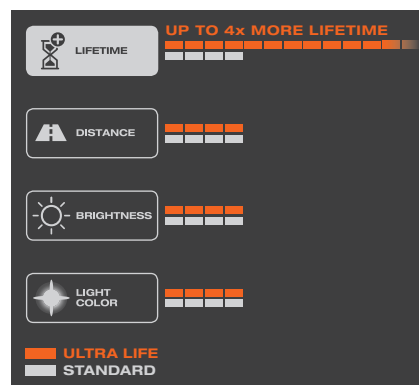 UP TO 4x MORE LIFETIME
LIFETIME
DISTANCE
BRIGHTNESS
LIGHT
COLOR
ULTRA LIFE
STANDARD